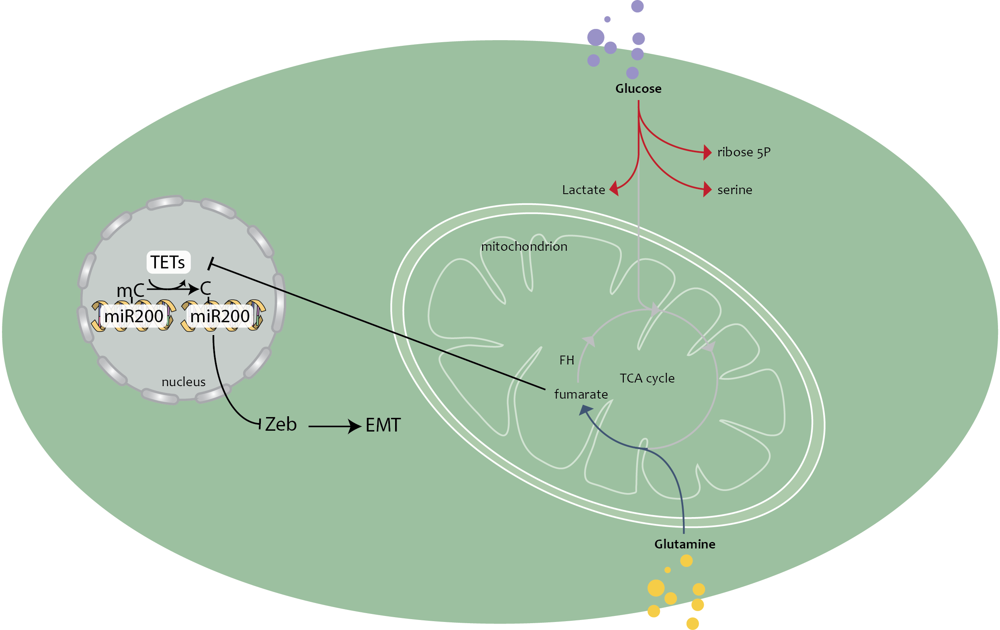 Glucose
ribose 5P
Lactate
serine
mitochondrion
TETs
mC
C
miR200
miR200
FH
TCA cycle
nucleus
fumarate
Zeb
EMT
Glutamine